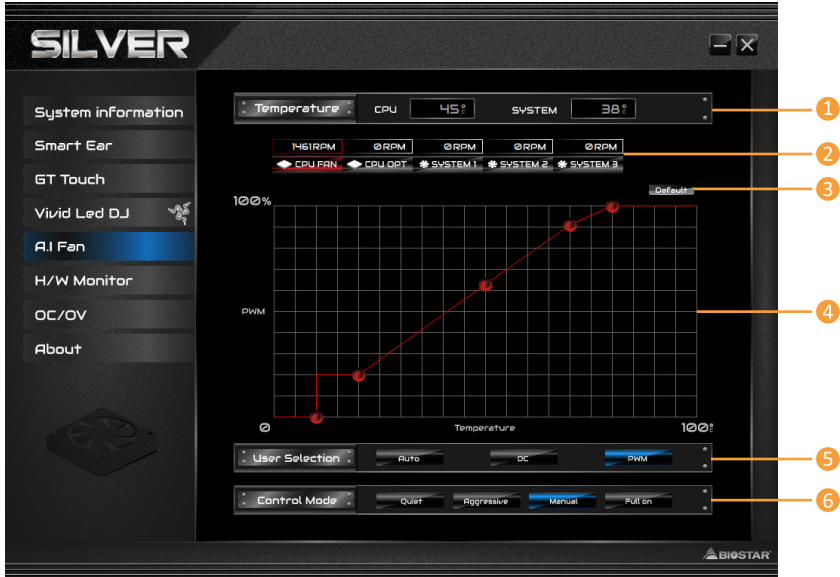 SILVER
System information
Smart Ear
GT Touch
Vivid Led DJ
A.I Fan
H/W Monitor
OC/OV
About
Temperature CPU 45°C SYSTEM 38°C 1
1461RPM 0RPM 0RPM 0RPM 0RPM 2
CPU FAN CPU OPT SYSTEM 1 SYSTEM 2 SYSTEM 3
Default 3
100%
PWM 4
0 Temperature 100°C
User Selection Auto DC PWM 5
Control Mode Quiet Aggressive Manual Full on 6
BIOSTAR